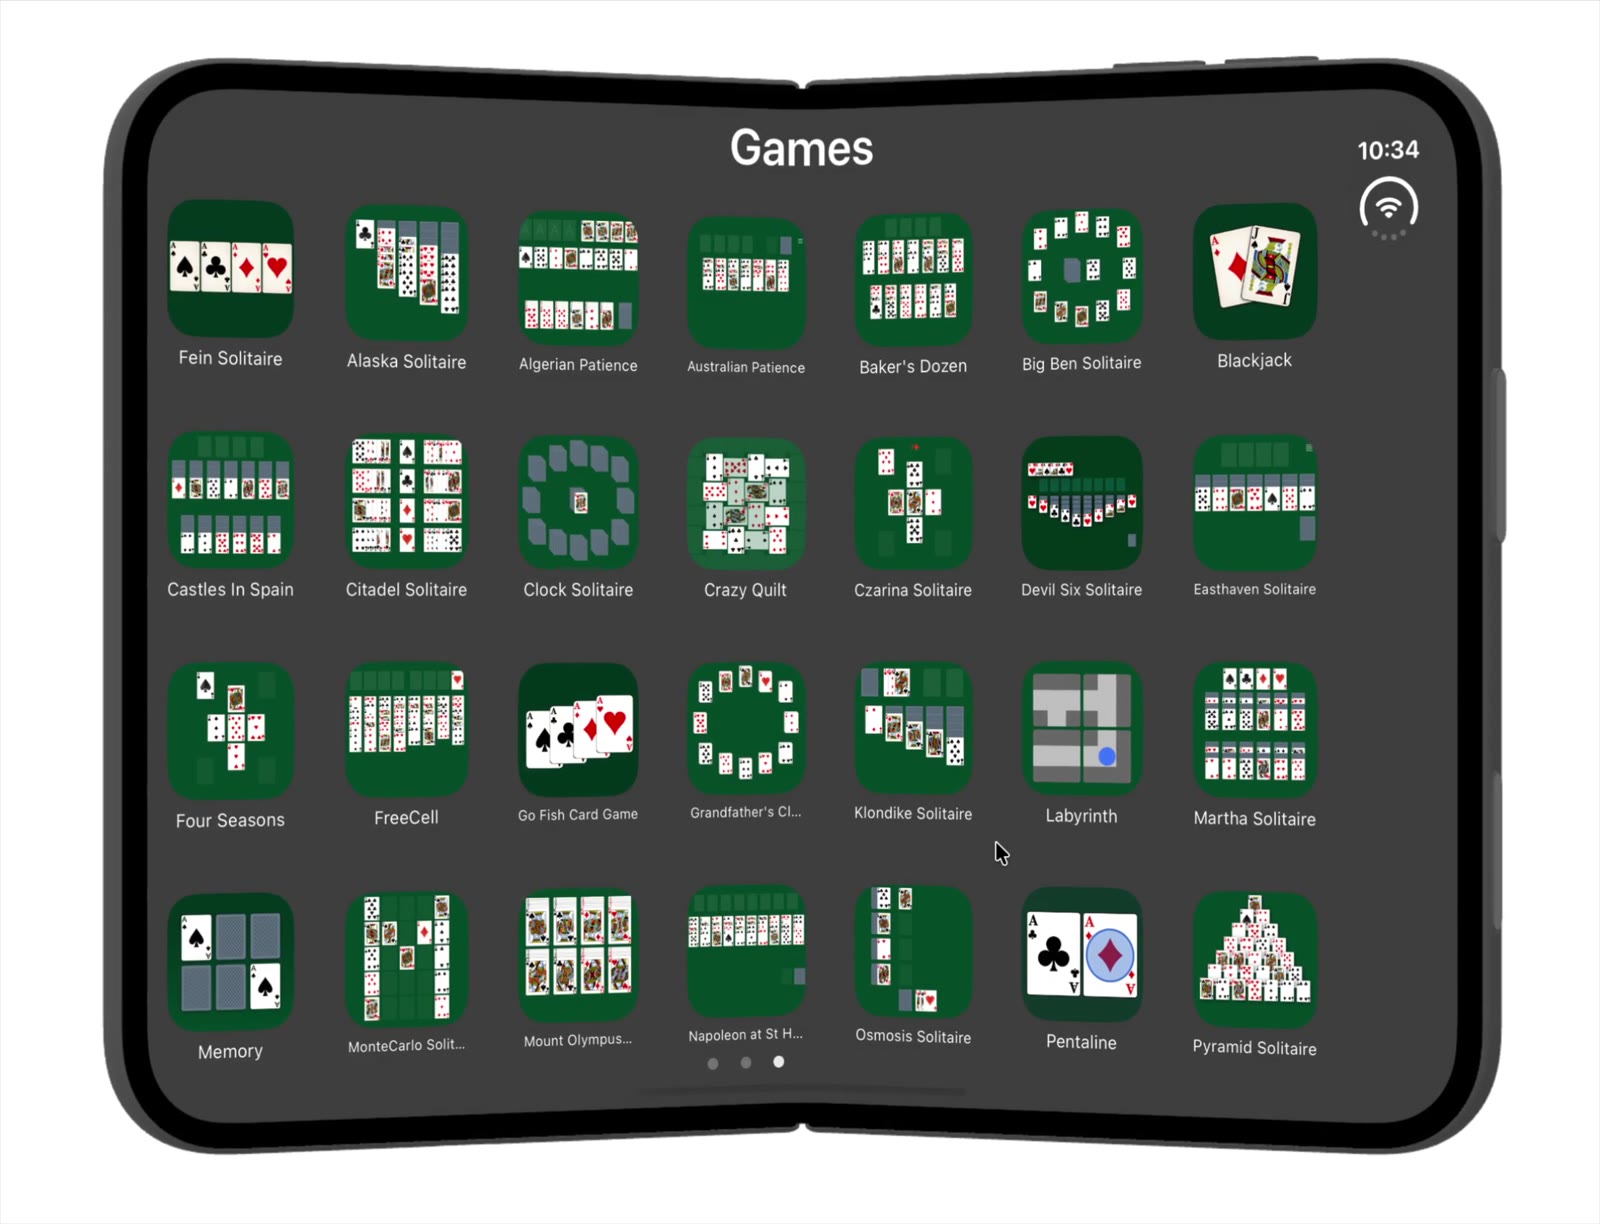 Games
10:34
Fein Solitaire
Alaska Solitaire
Algerian Patience
Australian Patience
Baker's Dozen
Big Ben Solitaire
Blackjack
Castles In Spain
Citadel Solitaire
Clock Solitaire
Crazy Quilt
Czarina Solitaire
Devil Six Solitaire
Easthaven Solitaire
Four Seasons
FreeCell
Go Fish Card Game
Grandfather's Cl...
Klondike Solitaire
Labyrinth
Martha Solitaire
Memory
MonteCarlo Solit...
Mount Olympus...
Napoleon at St H...
Osmosis Solitaire
Pentaline
Pyramid Solitaire